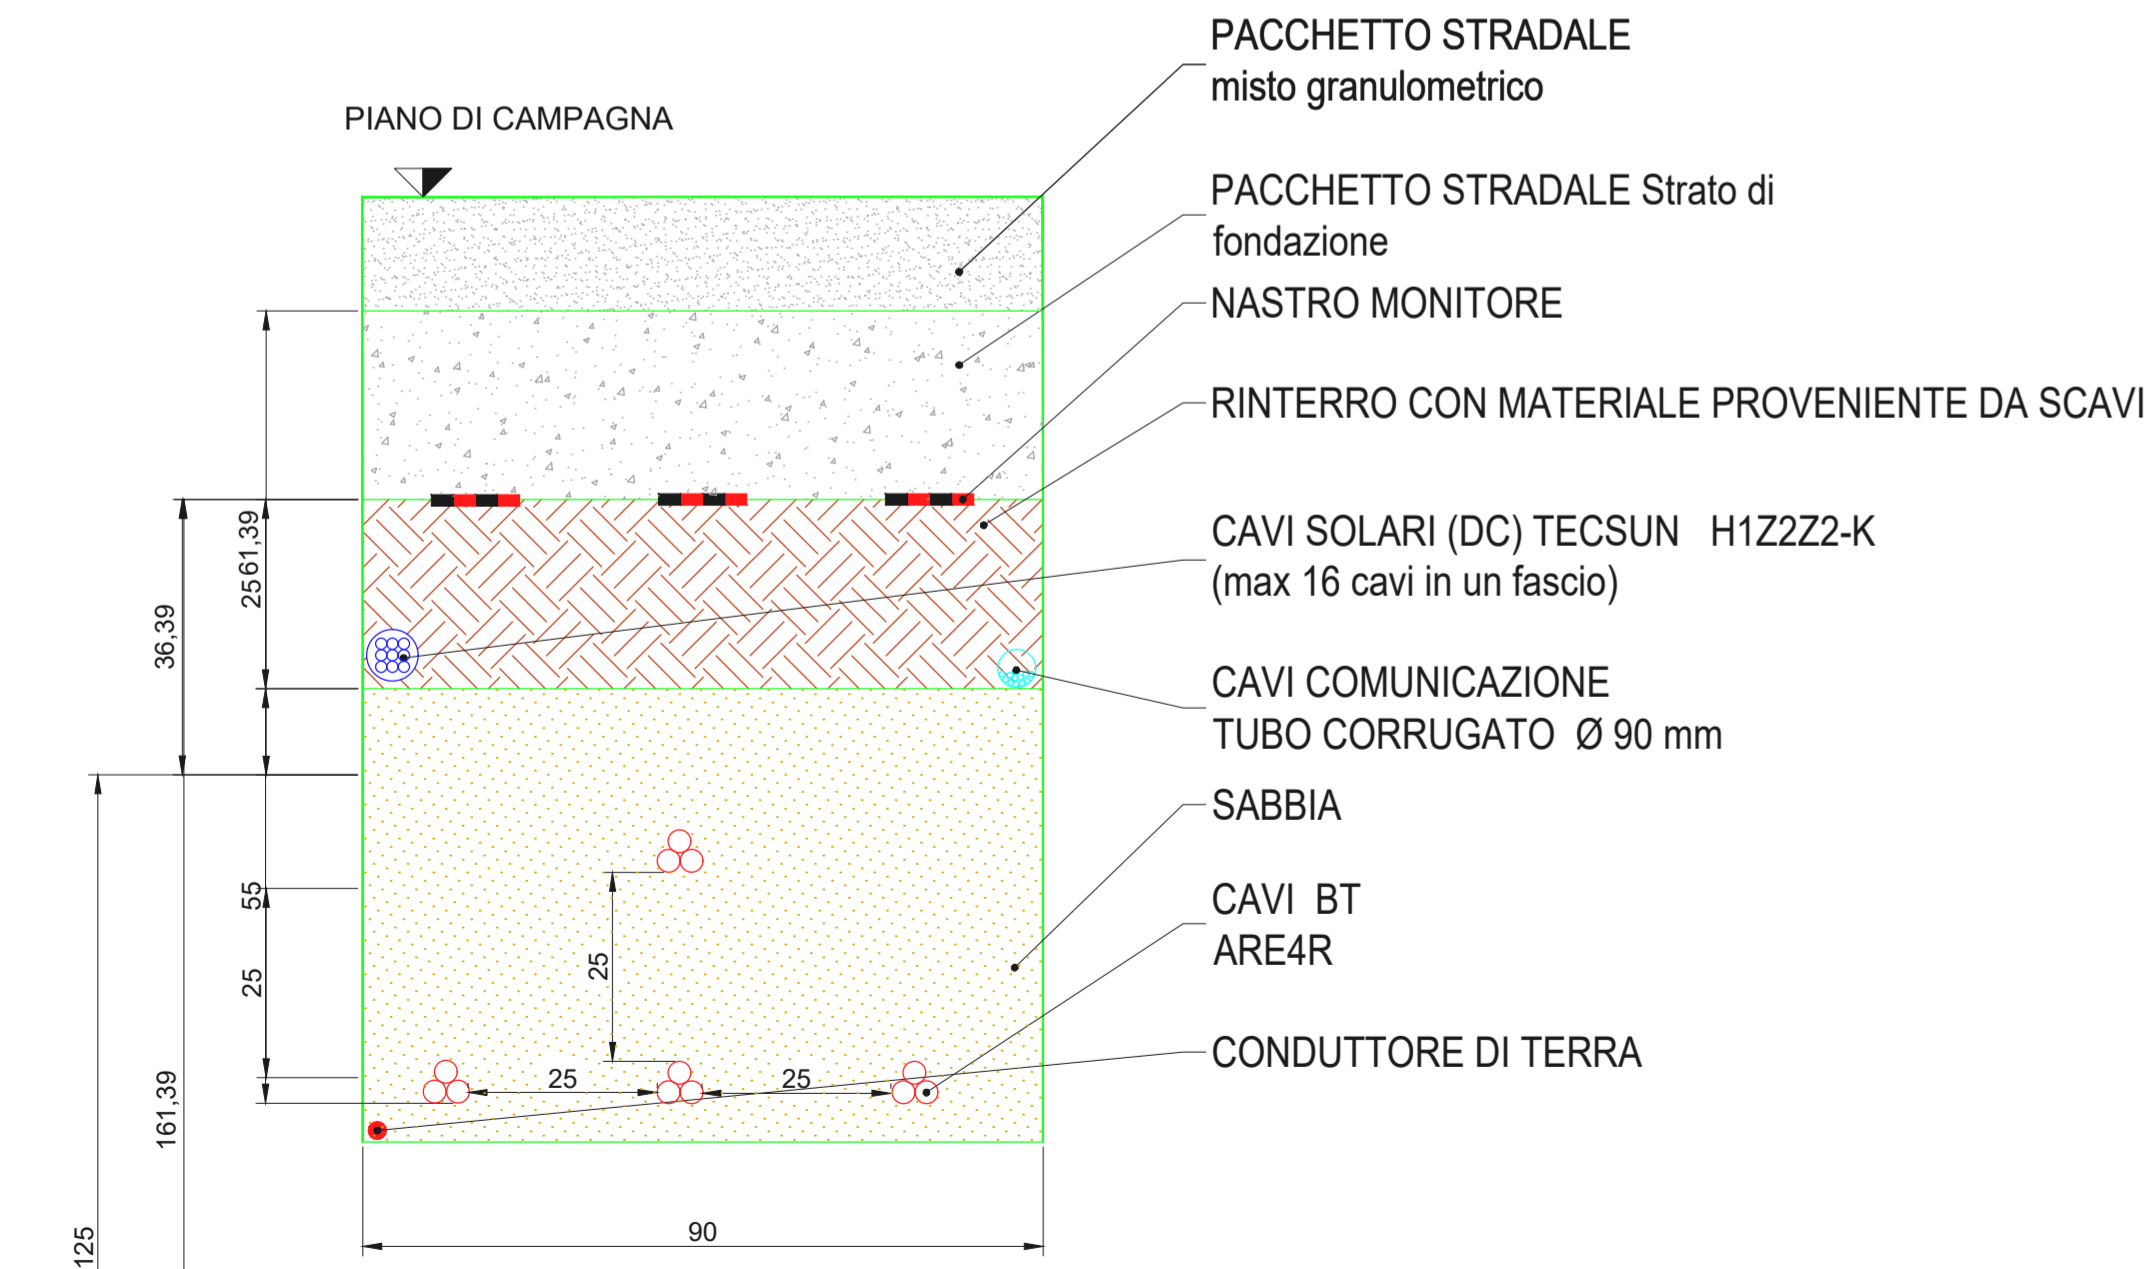 PACCHETTO STRADALE
misto granulometrico
PIANO DI CAMPAGNA
PACCHETTO STRADALE Strato di
fondazione
NASTRO MONITORE
RINTERRO CON MATERIALE PROVENIENTE DA SCAVI
CAVI SOLARI (DC) TECSUN H1Z2Z2-K
(max 16 cavi in un fascio)
CAVI COMUNICAZIONE
TUBO CORRUGATO Ø 90 mm
SABBIA
CAVI BT
ARE4R
CONDUTTORE DI TERRA
61,39
25
36,39
55
25
25
25
25
161,39
125
90